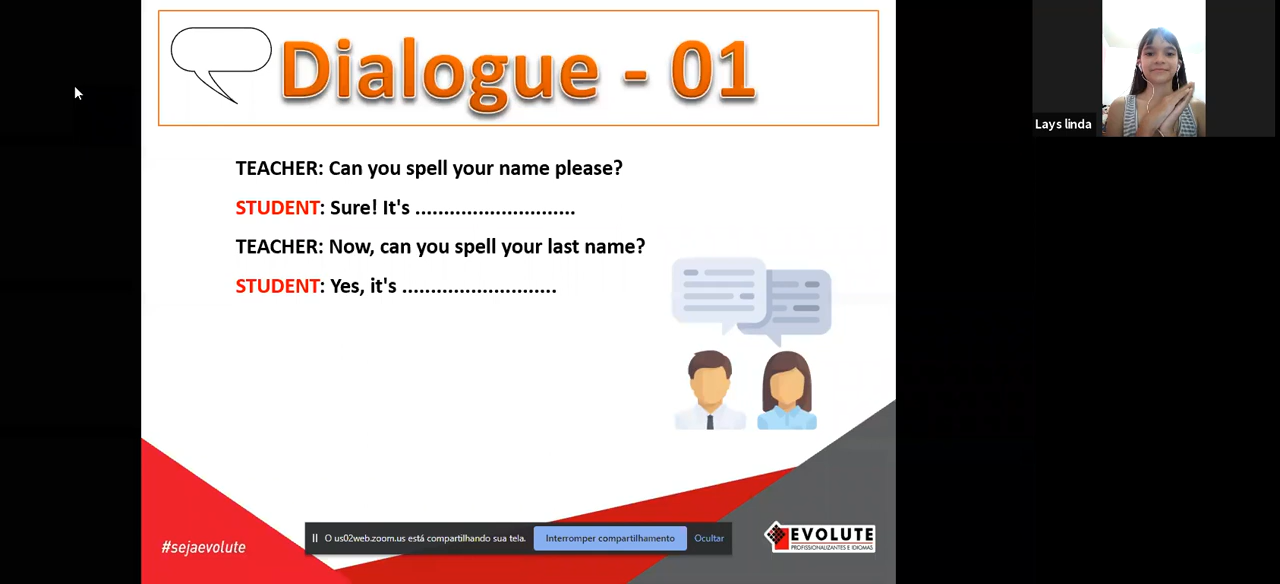 Dialogue - 01
Lays linda
TEACHER: Can you spell your name please?
STUDENT: Sure! It's ............................
TEACHER: Now, can you spell your last name?
STUDENT: Yes, it's ...........................
#sejaevolute
O us02web.zoom.us está compartilhando sua tela.
Interromper compartilhamento
Ocultar
EVOLUTE
PROFISSIONALIZANTES E IDIOMAS